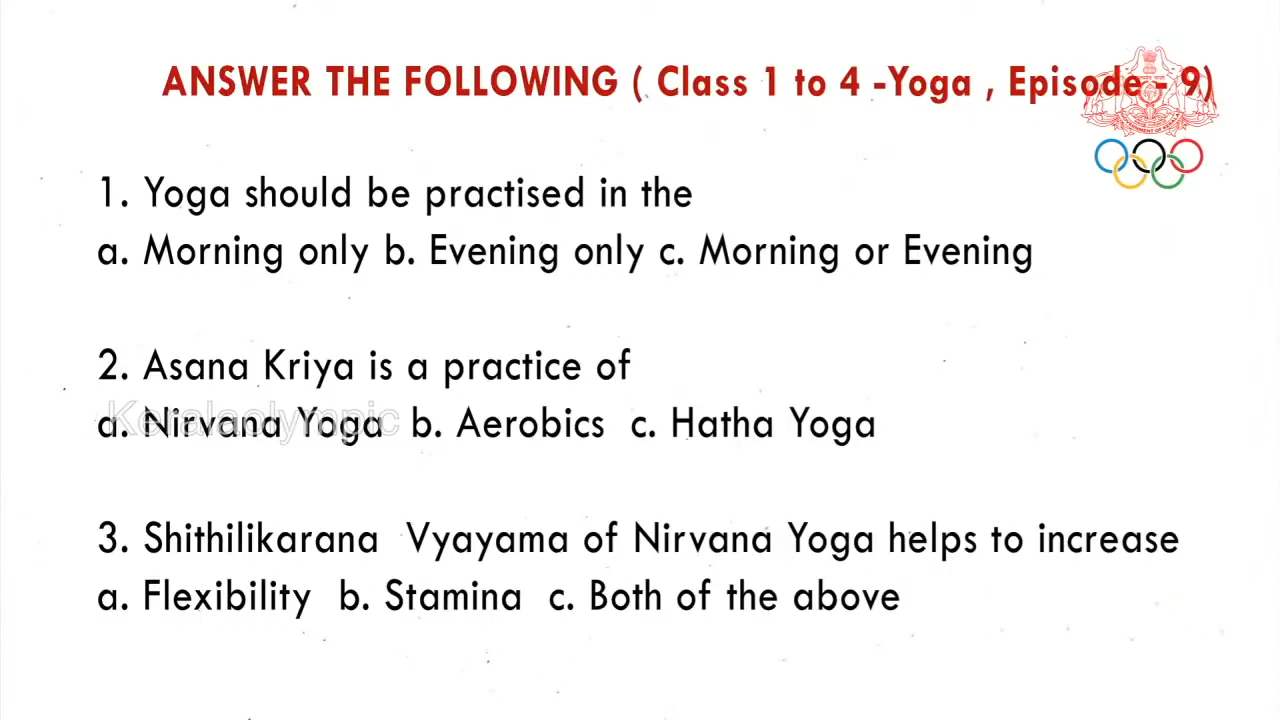 ANSWER THE FOLLOWING ( Class 1 to 4 -Yoga , Episode - 9)
1. Yoga should be practised in the
a. Morning only b. Evening only c. Morning or Evening
2. Asana Kriya is a practice of
a. Nirvana Yoga b. Aerobics c. Hatha Yoga
Keralaolympic
3. Shithilikarana Vyayama of Nirvana Yoga helps to increase
a. Flexibility b. Stamina c. Both of the above